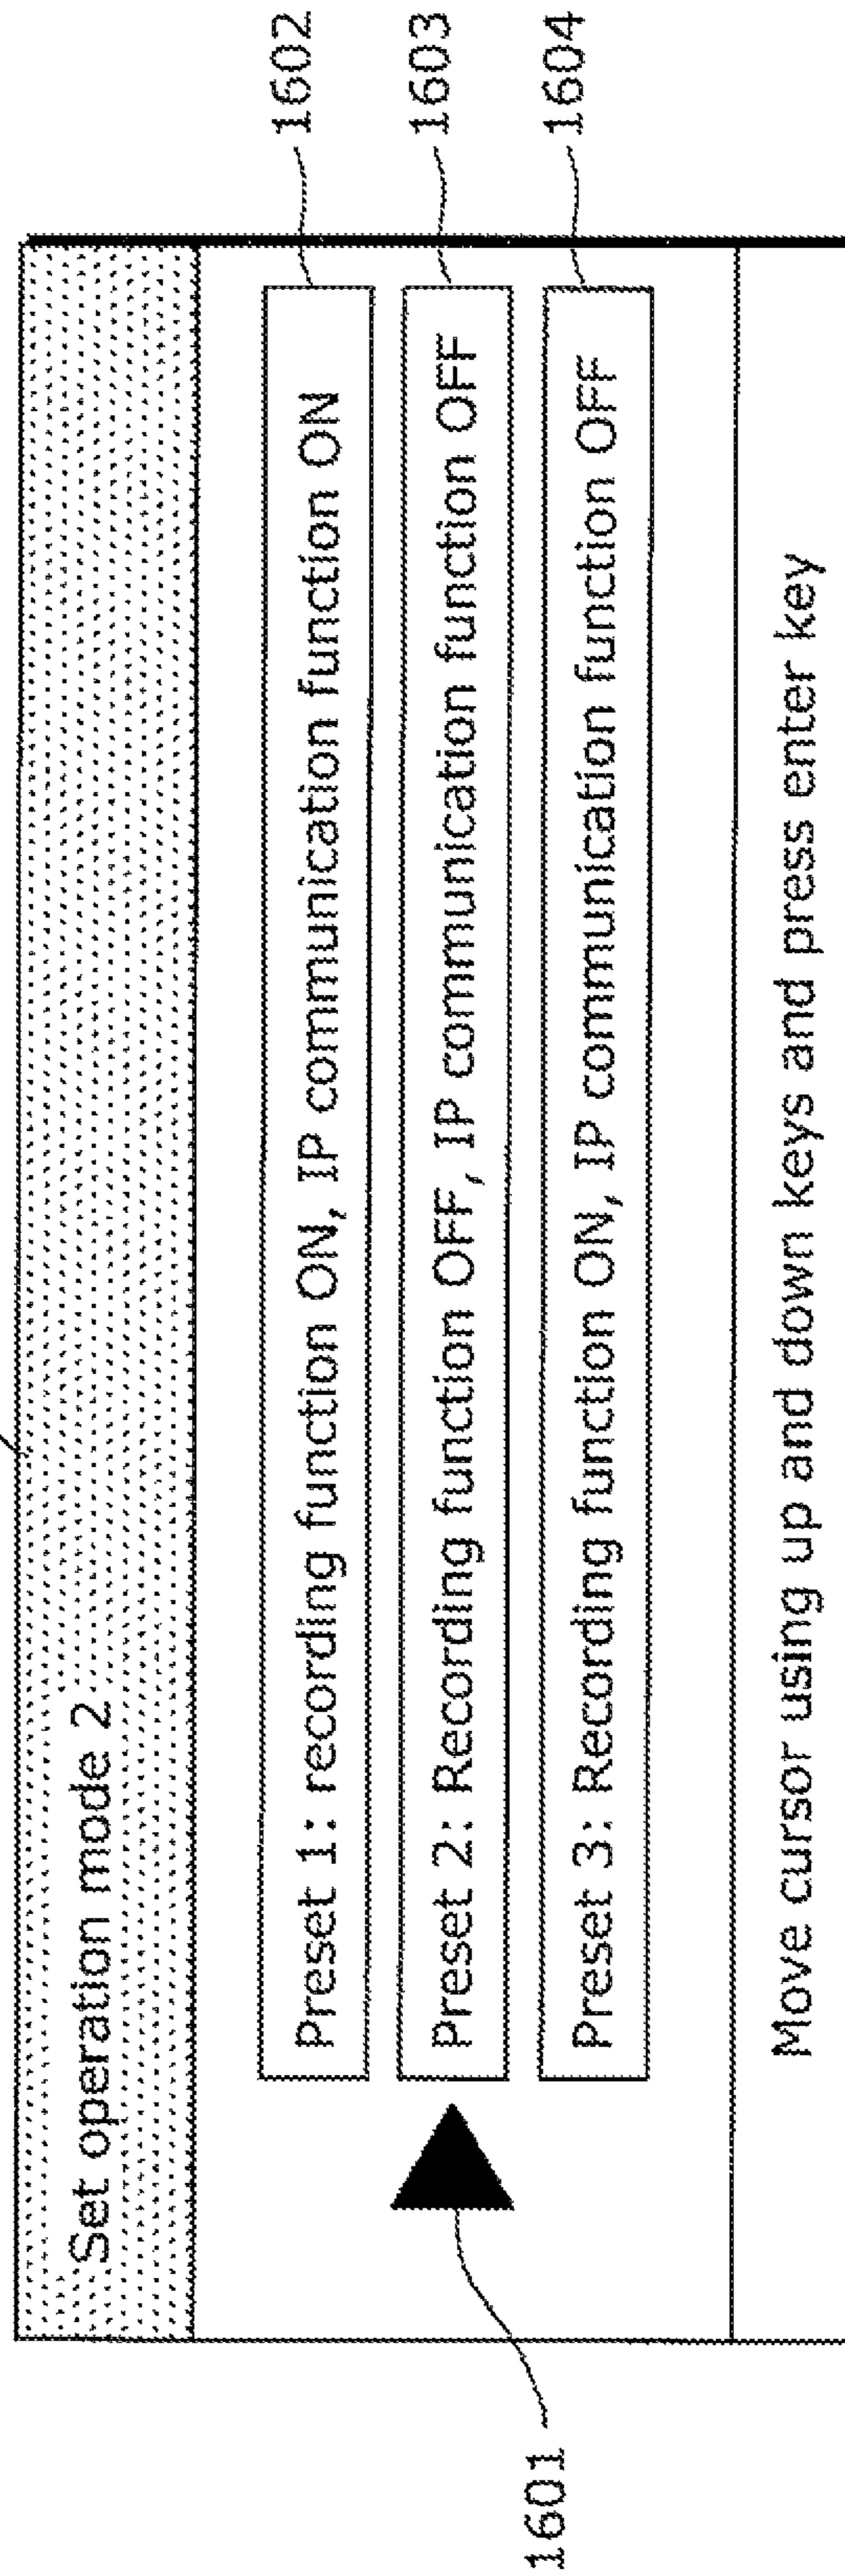 Set operation mode 2
Preset 1: recording function ON, IP communication function ON
1602
Preset 2: Recording function OFF, IP communication function OFF
1603
Preset 3: Recording function ON, IP communication function OFF
1604
1601
Move cursor using up and down keys and press enter key